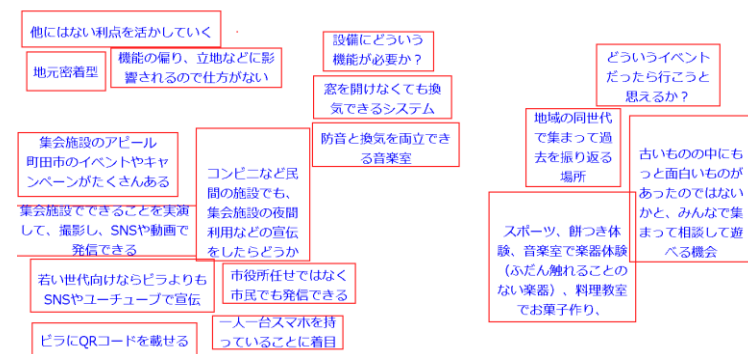 他にはない利点を活かしていく
地元密着型
機能の偏り、立地などに影
響されるので仕方がない
設備にどういう
機能が必要か？
窓を開けなくても換
気できるシステム
防音と換気を両立でき
る音楽室
集会施設のアピール
町田市のイベントやキャ
ンペーンがたくさんある
集会施設でできることを実演
して、撮影し、SNSや動画で
発信できる
コンビニなど民
間の施設でも、
集会施設の夜間
利用などの宣伝
をしたらどうか
若い世代向けならビラよりも
SNSやユーチューブで宣伝
市役所任せではなく
市民でも発信できる
ビラにQRコードを載せる
一人一台スマホを持
っていることに着目
どういうイベント
だったら行こうと
思えるか？
地域の同世代
で集まって過
去を振り返る
場所
古いものの中にも
っと面白いものが
あったのではない
かと、みんなで集
まって相談して遊
べる機会
スポーツ、餅つき体
験、音楽室で楽器体験
（ふだん触れることの
ない楽器）、料理教室
でお菓子作り、